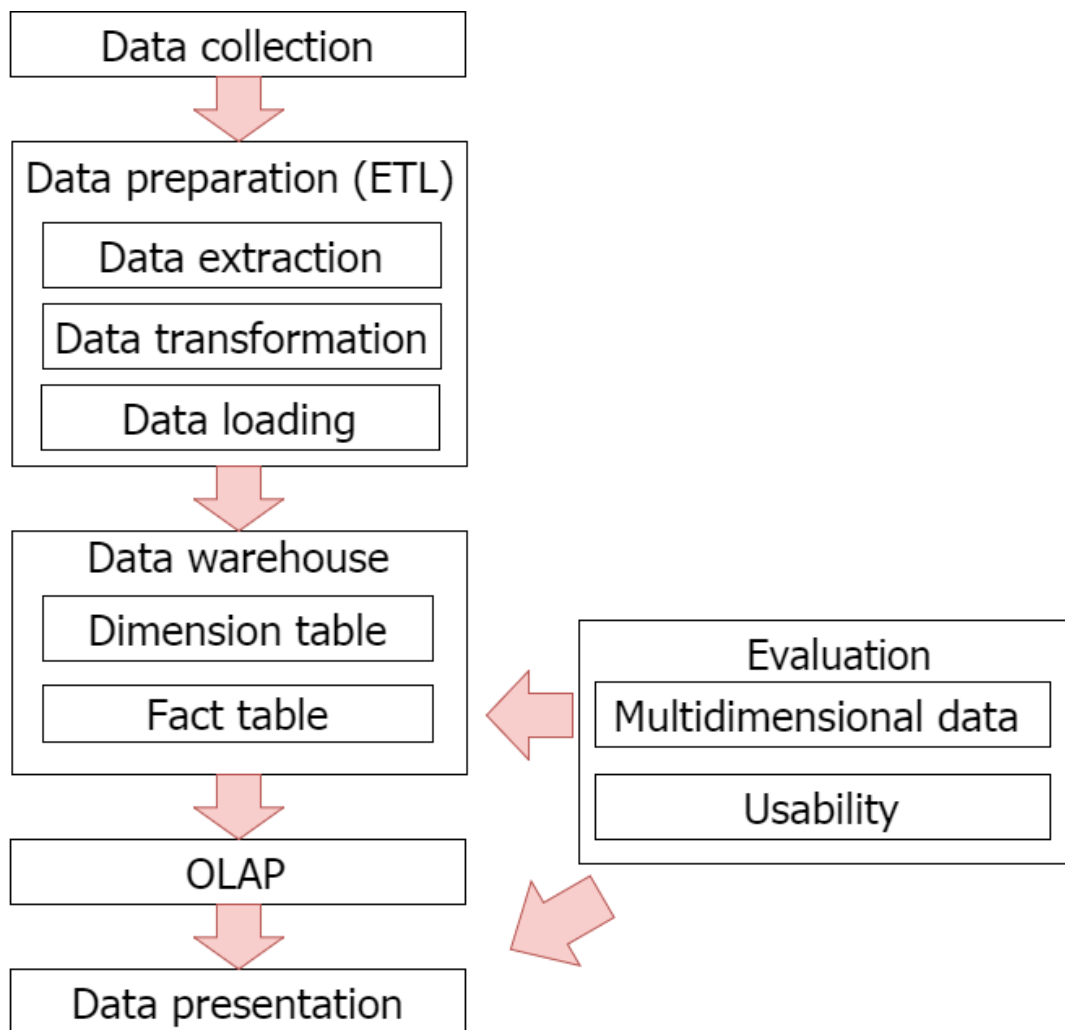 Data collection
Data preparation (ETL)
Data extraction
Data transformation
Data loading
Data warehouse
Dimension table
Fact table
Evaluation
Multidimensional data
Usability
OLAP
Data presentation